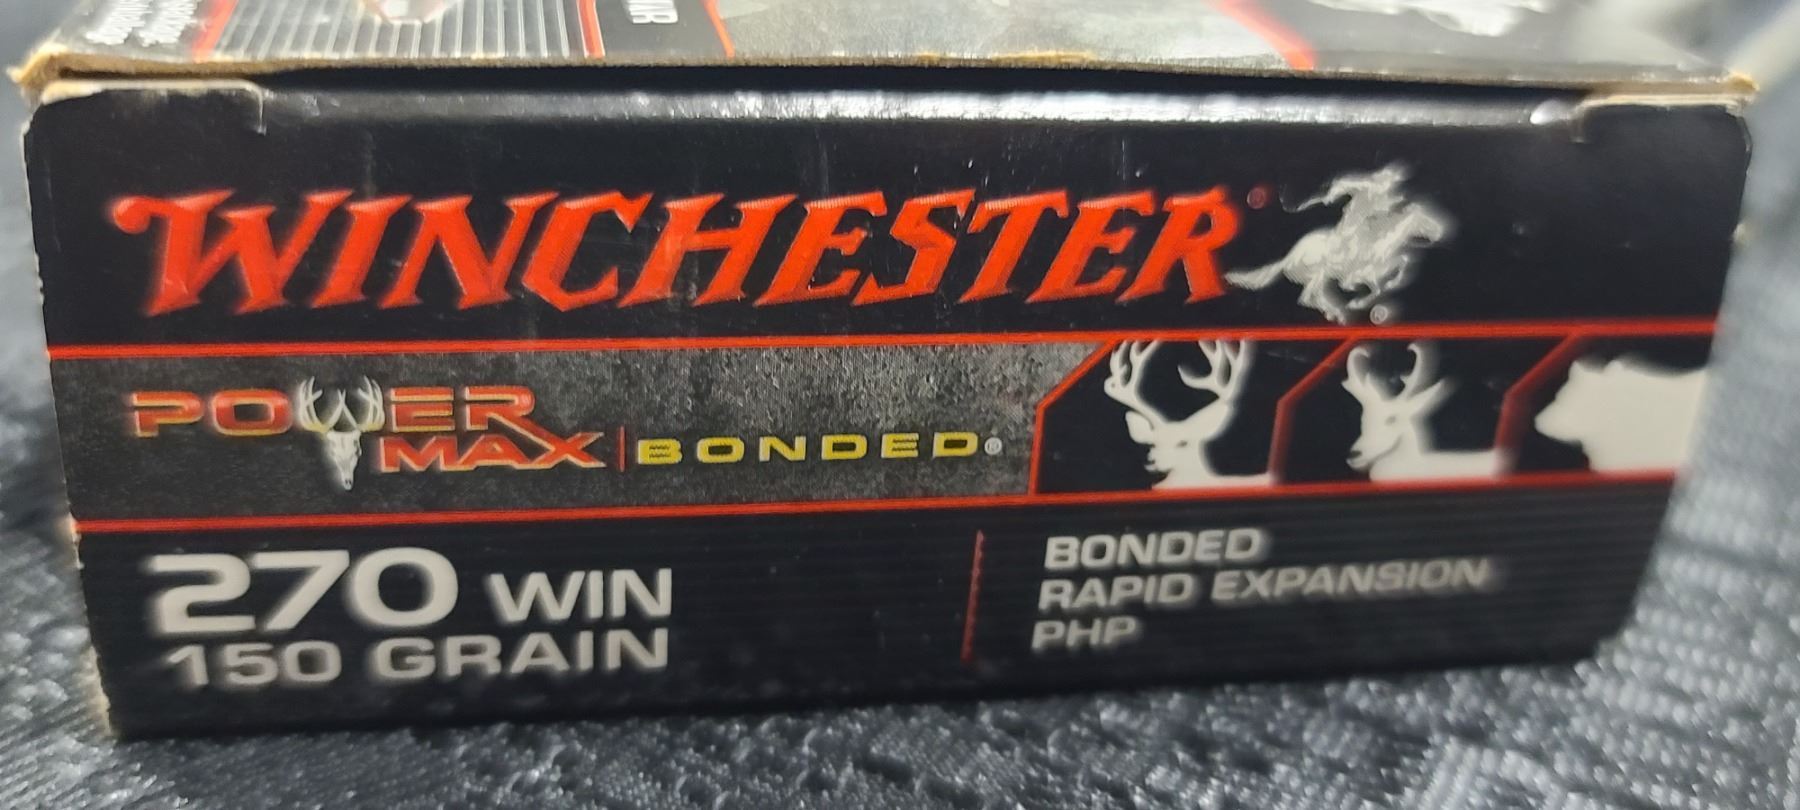 WINCHESTER®
POWER
MAX | BONDED®
270 WIN
150 GRAIN
BONDED
RAPID EXPANSION
PHP